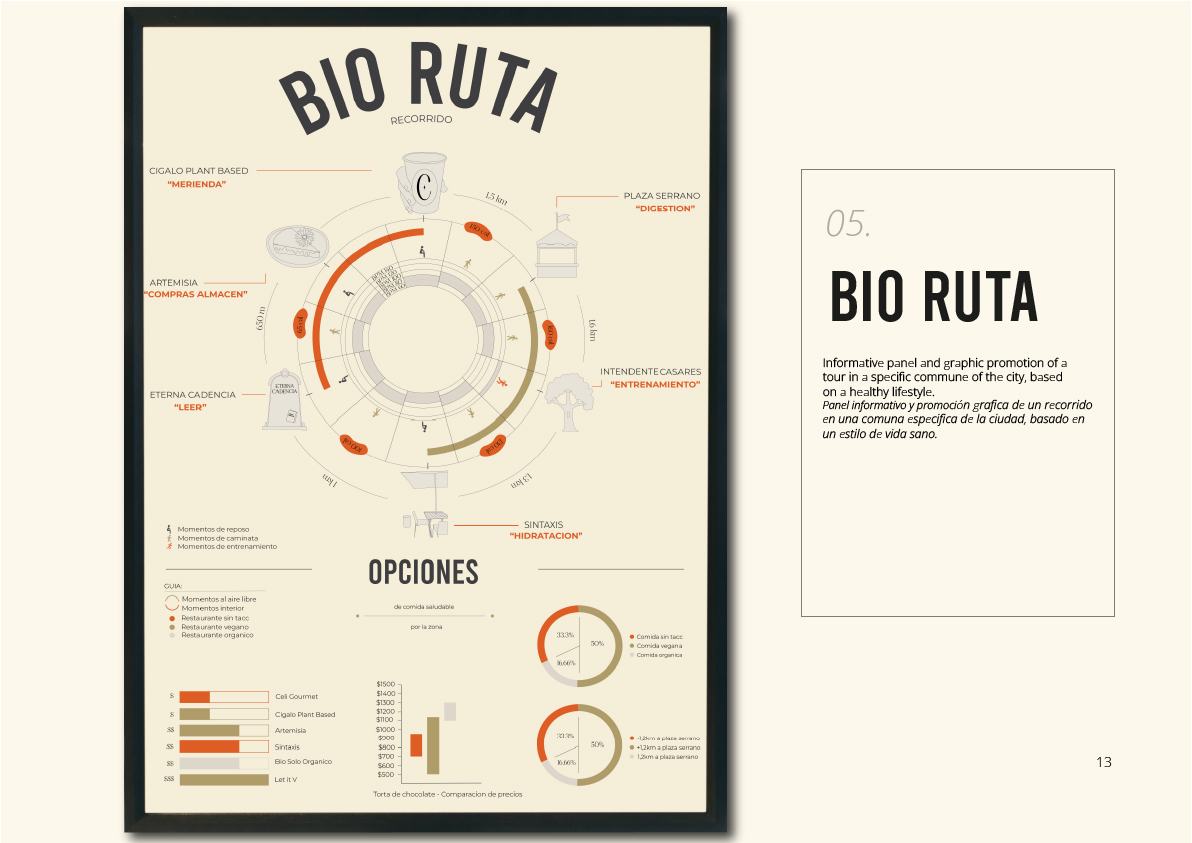 BIO RUTA
RECORRIDO
CIGALO PLANT BASED
“MERIENDA”
1,5 km
PLAZA SERRANO
“DIGESTION”
ARTEMISIA
“COMPRAS ALMACEN”
650 m
1,6 km
ETERNA
CADENCIA
INTENDENTE CASARES
“ENTRENAMIENTO”
ETERNA CADENCIA
“LEER”
1 km
1,3 km
SINTAXIS
“HIDRATACION”
Momentos de reposo
Momentos de caminata
Momentos de entrenamiento
OPCIONES
de comida saludable
por la zona
GUIA:
Momentos al aire libre
Momentos interior
Restaurante sin tacc
Restaurante vegano
Restaurante organico
33.3%
50%
16,66%
Comida sin tacc
Comida vegana
Comida organica
$ Celi Gourmet
$ Cigalo Plant Based
$$ Artemisia
$$ Sintaxis
$$ Bio Solo Organico
$$$ Let it V
$1500
$1400
$1300
$1200
$1100
$1000
$900
$800
$700
$600
$500
Torta de chocolate - Comparacion de precios
33.3%
50%
16,66%
-1,2km a plaza serrano
+1,2km a plaza serrano
1,2km a plaza serrano
05.
BIO RUTA
Informative panel and graphic promotion of a
tour in a specific commune of the city, based
on a healthy lifestyle.
Panel informativo y promoción grafica de un recorrido
en una comuna especifica de la ciudad, basado en
un estilo de vida sano.
13